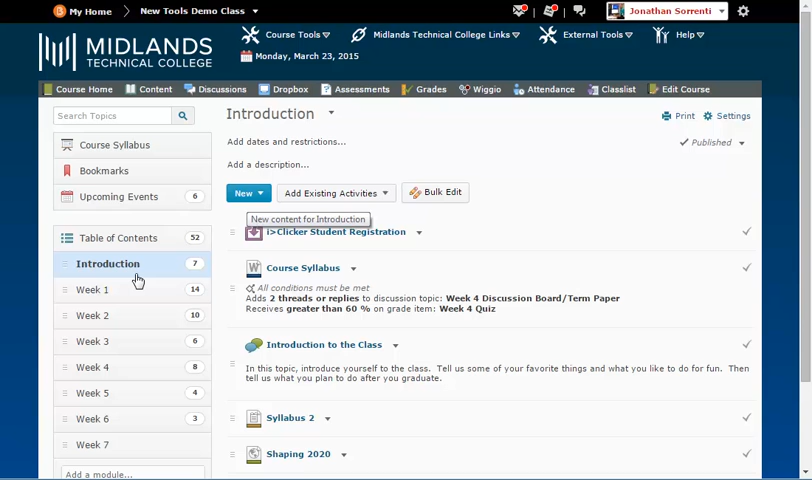 My Home
New Tools Demo Class
Jonathan Sorrenti
MIDLANDS
TECHNICAL COLLEGE
Course Tools
Midlands Technical College Links
External Tools
Help
Monday, March 23, 2015
Course Home
Content
Discussions
Dropbox
Assessments
Grades
Wiggio
Attendance
Classlist
Edit Course
Search Topics
Introduction
Print
Settings
Add dates and restrictions...
Published
Course Syllabus
Add a description...
Bookmarks
Upcoming Events 6
New
Add Existing Activities
Bulk Edit
New content for Introduction
i>Clicker Student Registration
Table of Contents 52
Introduction 7
Week 1 14
Week 2 10
Week 3 6
Week 4 8
Week 5 4
Week 6 3
Week 7
Add a module...
Course Syllabus
All conditions must be met
Adds 2 threads or replies to discussion topic: Week 4 Discussion Board/Term Paper
Receives greater than 60 % on grade item: Week 4 Quiz
Introduction to the Class
In this topic, introduce yourself to the class. Tell us some of your favorite things and what you like to do for fun. Then
tell us what you plan to do after you graduate.
Syllabus 2
Shaping 2020